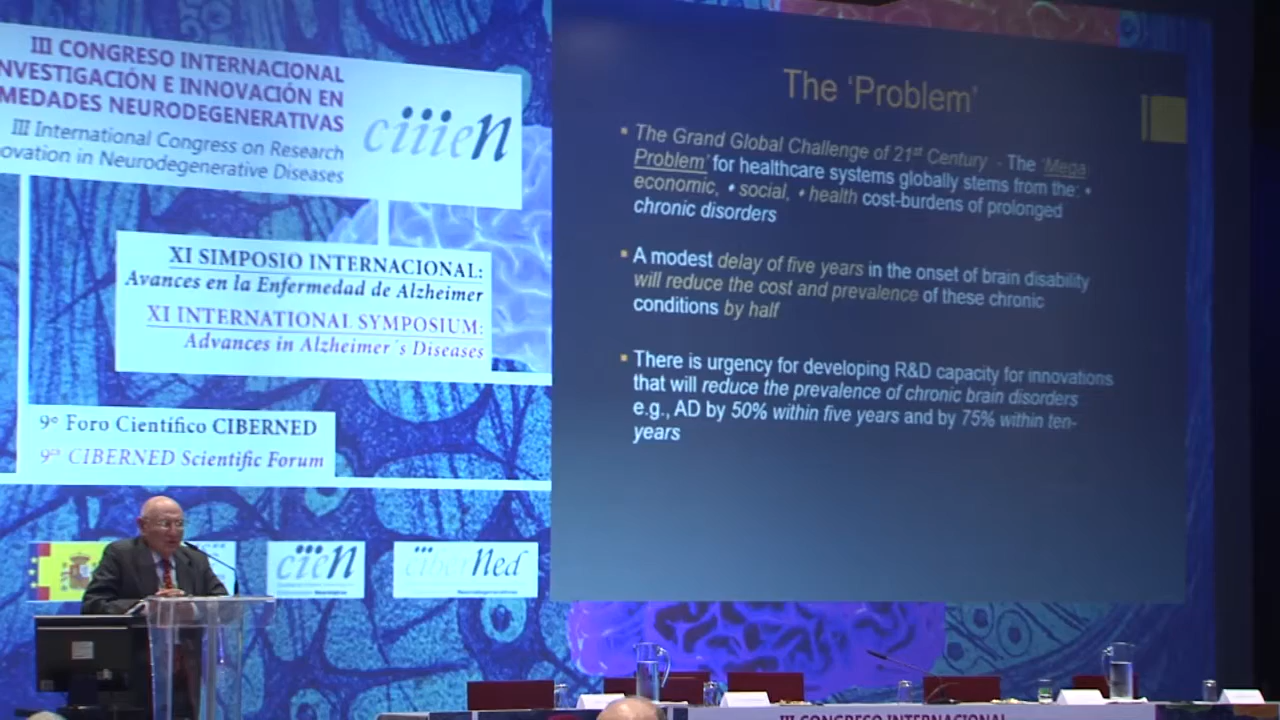 III CONGRESO INTERNACIONAL
NVESTIGACIÓN E INNOVACIÓN EN
MEDADES NEURODEGENERATIVAS
III International Congress on Research
ovation in Neurodegenerative Diseases
ciiieN
XI SIMPOSIO INTERNACIONAL:
Avances en la Enfermedad de Alzheimer
XI INTERNATIONAL SYMPOSIUM:
Advances in Alzheimer´s Diseases
9º Foro Científico CIBERNED
9th CIBERNED Scientific Forum
cieN
ciberNed
The ‘Problem’
▪ The Grand Global Challenge of 21st Century - The ‘Mega
Problem’ for healthcare systems globally stems from the: •
economic, • social, • health cost-burdens of prolonged
chronic disorders
▪ A modest delay of five years in the onset of brain disability
will reduce the cost and prevalence of these chronic
conditions by half
▪ There is urgency for developing R&D capacity for innovations
that will reduce the prevalence of chronic brain disorders
e.g., AD by 50% within five years and by 75% within ten-
years
III CONGRESO INTERNACIONAL